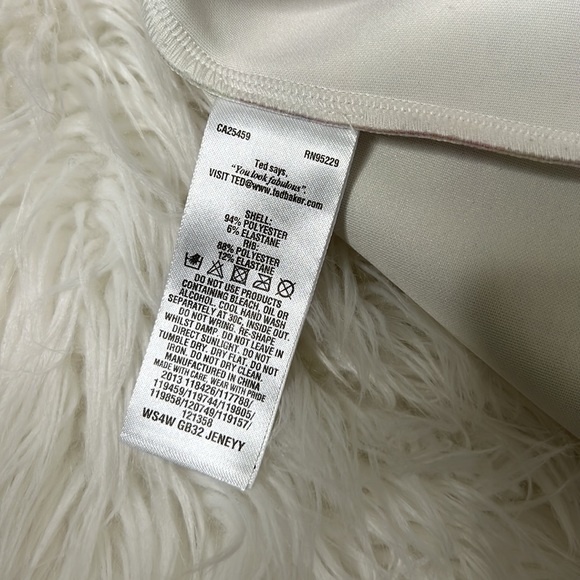 CA25459
RN95229
Ted says,
"You look fabulous".
VISIT TED@www.tedbaker.com
SHELL:
94% POLYESTER
6% ELASTANE
RIB:
88% POLYESTER
12% ELASTANE
DO NOT USE PRODUCTS
CONTAINING BLEACH, OIL OR
ALCOHOL. COOL HAND WASH
SEPARATELY AT 30C, INSIDE OUT.
DO NOT WRING. RE-SHAPE
WHILST DAMP. DO NOT LEAVE IN
DIRECT SUNLIGHT. DO NOT
TUMBLE DRY. DRY FLAT. DO NOT
IRON. DO NOT DRY CLEAN
MANUFACTURED IN CHINA
MADE WITH CARE, WEAR WITH PRIDE
2013 118426/117780/
119459/119744/119805/
119858/120749/119157/
121358
WS4W GB32 JENEYY